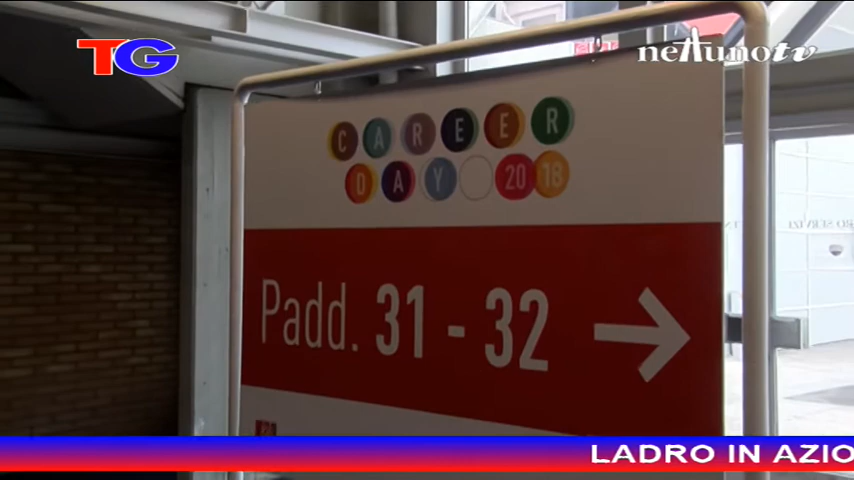 TG
nettunotv
CAREER
DAY 2018
Padd. 31 - 32 →
LADRO IN AZIO